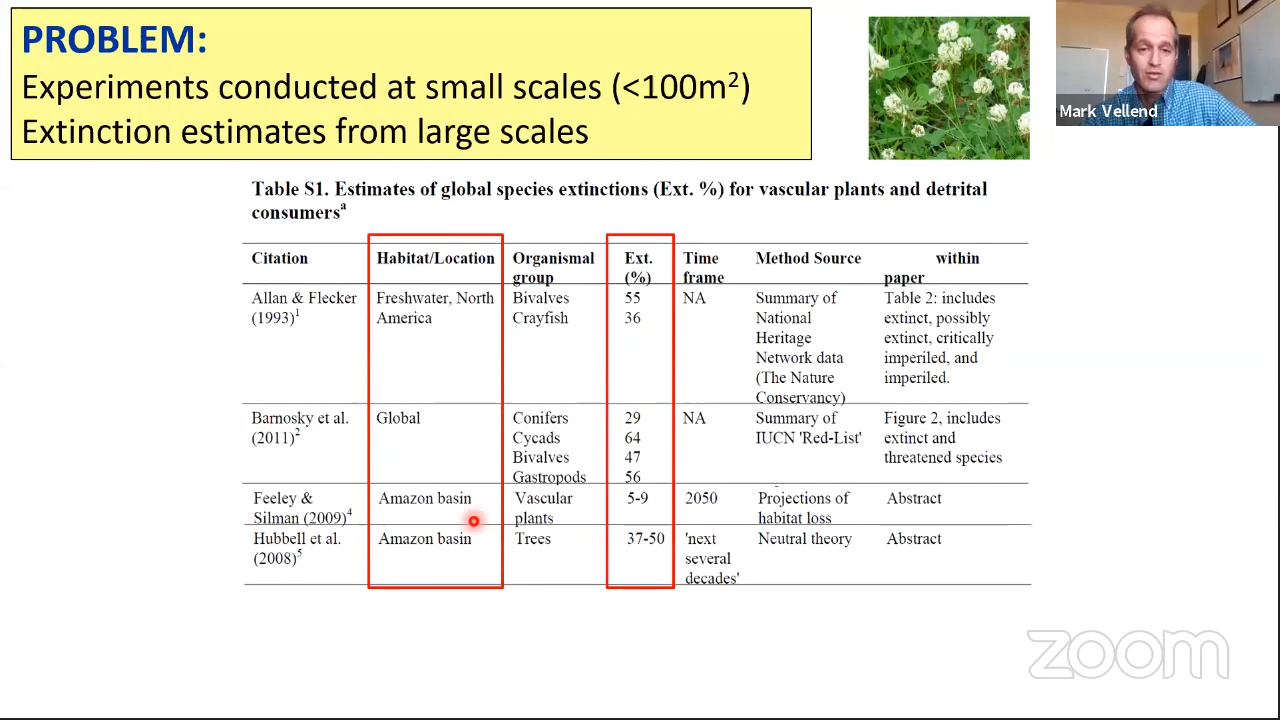 PROBLEM:
Experiments conducted at small scales (<100m²)
Extinction estimates from large scales
Mark Vellend
Table S1. Estimates of global species extinctions (Ext. %) for vascular plants and detrital
consumersᵃ
Citation Habitat/Location Organismal group Ext. (%) Time frame Method Source within paper
Allan & Flecker Freshwater, North Bivalves 55 NA Summary of Table 2: includes
(1993)¹ America Crayfish 36 National extinct, possibly
Heritage extinct, critically
Network data imperiled, and
(The Nature imperiled.
Conservancy)
Barnosky et al. Global Conifers 29 NA Summary of Figure 2, includes
(2011)² Cycads 64 IUCN 'Red-List' extinct and
Bivalves 47 threatened species
Gastropods 56
Feeley & Amazon basin Vascular 5-9 2050 Projections of Abstract
Silman (2009)⁴ plants habitat loss
Hubbell et al. Amazon basin Trees 37-50 'next Neutral theory Abstract
(2008)⁵ several
decades'
zoom